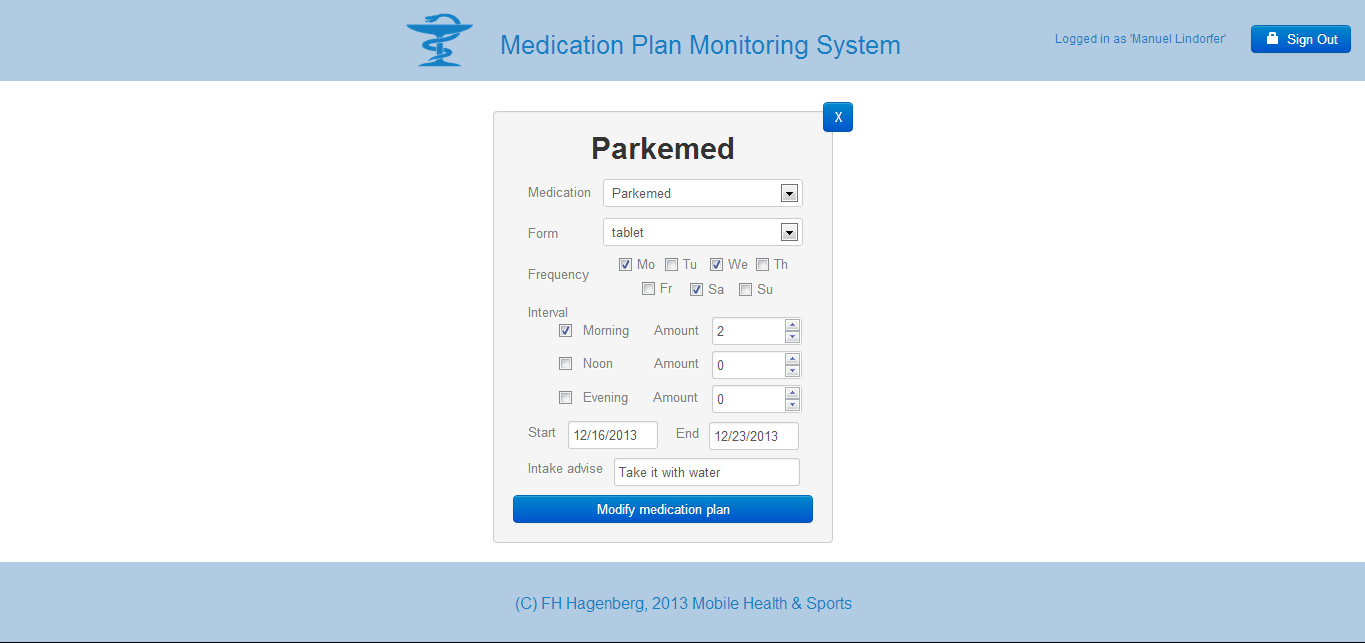 Medication Plan Monitoring System
Logged in as 'Manuel Lindorfer'
Sign Out
X
Parkemed
Medication Parkemed
Form tablet
Frequency Mo Tu We Th
Fr Sa Su
Interval
Morning Amount 2
Noon Amount 0
Evening Amount 0
Start 12/16/2013 End 12/23/2013
Intake advise Take it with water
Modify medication plan
(C) FH Hagenberg, 2013 Mobile Health & Sports